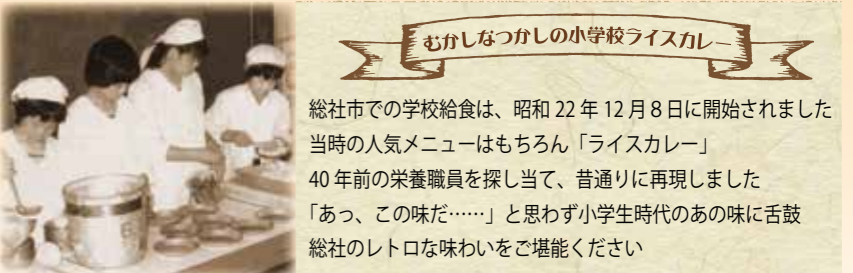 むかしなつかしの小学校ライスカレー
総社市での学校給食は、昭和 22 年 12 月８日に開始されました
当時の人気メニューはもちろん「ライスカレー」
40 年前の栄養職員を探し当て、昔通りに再現しました
「あっ、この味だ……」と思わず小学生時代のあの味に舌鼓
総社のレトロな味わいをご堪能ください